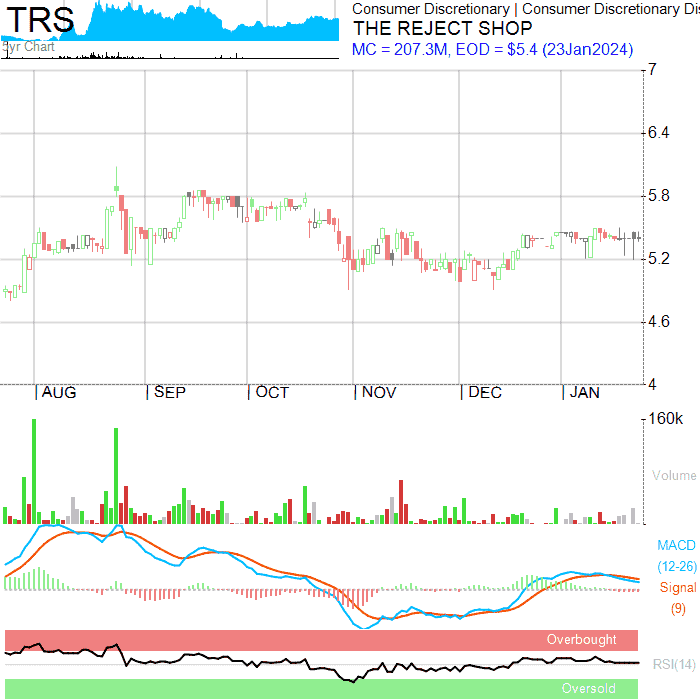 TRS
5yr Chart
Consumer Discretionary | Consumer Discretionary Dis
THE REJECT SHOP
MC = 207.3M, EOD = $5.4 (23Jan2024)
7
6.4
5.8
5.2
4.6
4
| AUG | SEP | OCT | NOV | DEC | JAN
160k
Volume
MACD
(12-26)
Signal
(9)
Overbought
RSI(14)
Oversold